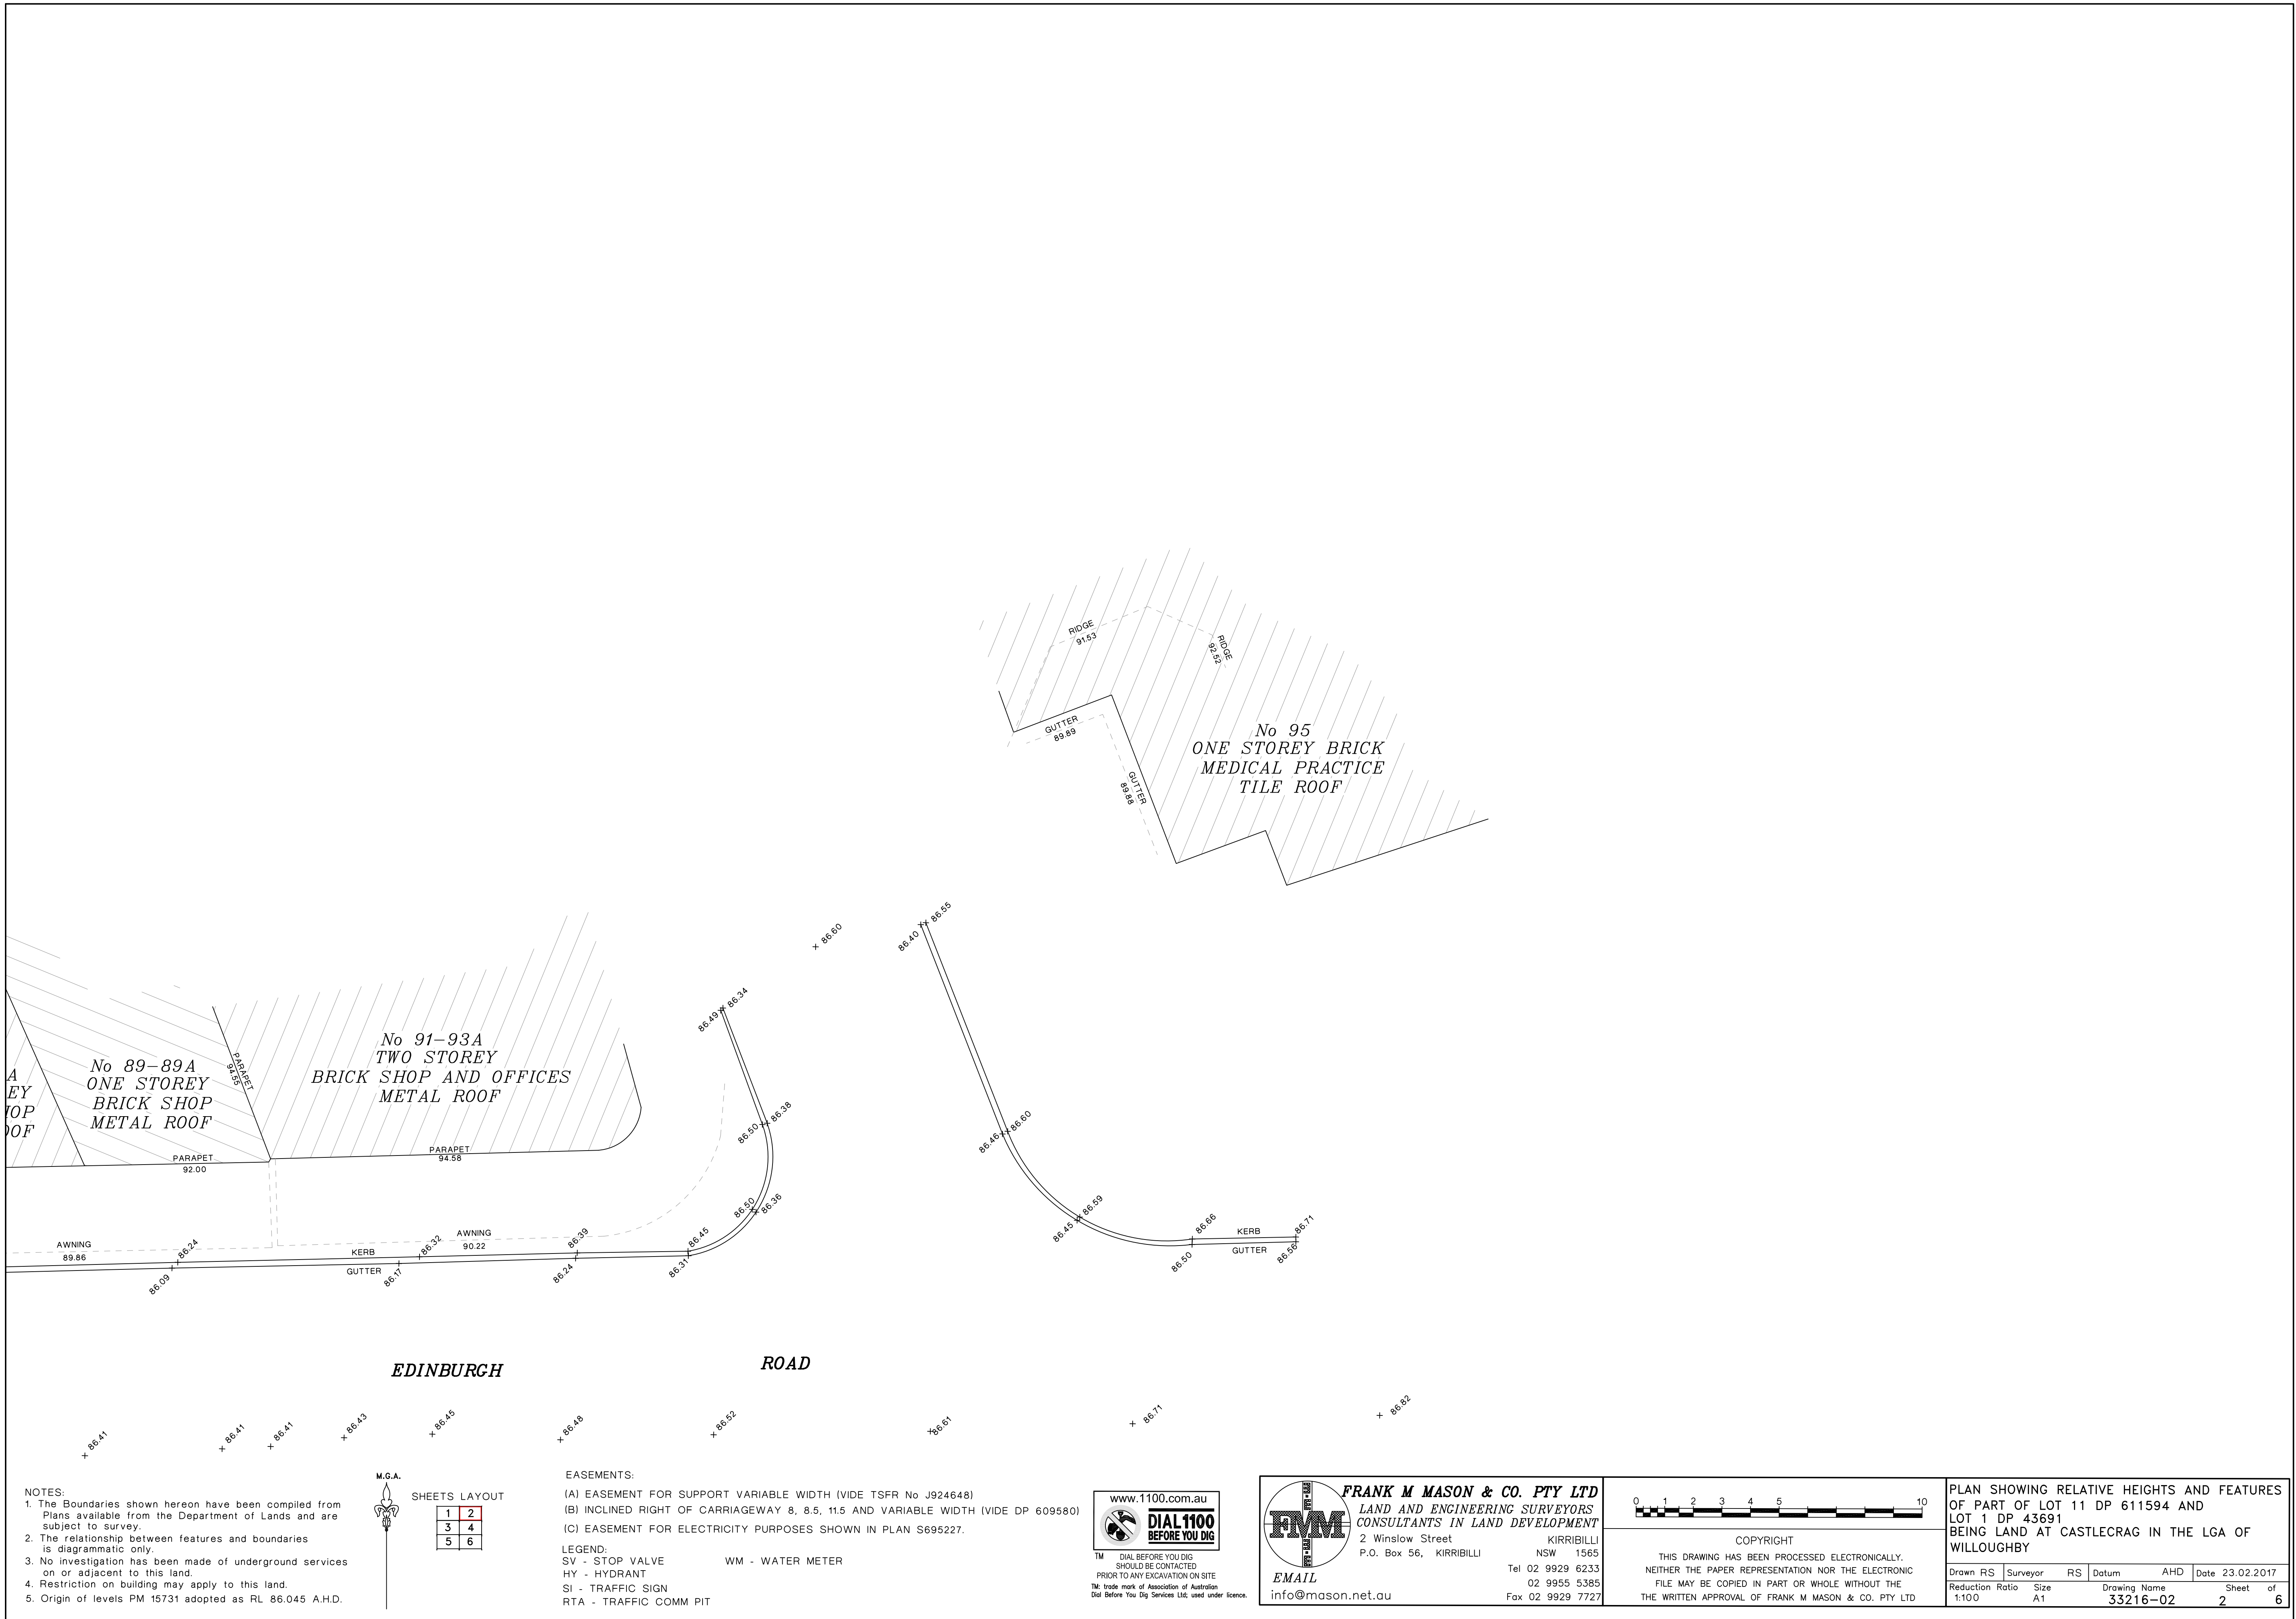 RIDGE
91.53
RIDGE
92.52
GUTTER
89.89
GUTTER
89.88
No 95
ONE STOREY BRICK
MEDICAL PRACTICE
TILE ROOF
86.55
86.40
86.60
86.34
86.49
A
EY
HOP
OOF
No 89-89A
ONE STOREY
BRICK SHOP
METAL ROOF
PARAPET
94.55
No 91-93A
TWO STOREY
BRICK SHOP AND OFFICES
METAL ROOF
86.38
86.50
86.60
86.46
PARAPET
92.00
PARAPET
94.58
86.50
86.36
86.59
86.45
AWNING
89.86
86.24
86.09
KERB
GUTTER
86.32
86.17
AWNING
90.22
86.39
86.24
86.45
86.31
86.66
86.50
KERB
GUTTER
86.71
86.56
EDINBURGH ROAD
86.41
86.41
86.41
86.43
86.45
86.48
86.52
86.61
86.71
86.82
NOTES:
1. The Boundaries shown hereon have been compiled from
Plans available from the Department of Lands and are
subject to survey.
2. The relationship between features and boundaries
is diagrammatic only.
3. No investigation has been made of underground services
on or adjacent to this land.
4. Restriction on building may apply to this land.
5. Origin of levels PM 15731 adopted as RL 86.045 A.H.D.
M.G.A.
SHEETS LAYOUT
1 2
3 4
5 6
EASEMENTS:
(A) EASEMENT FOR SUPPORT VARIABLE WIDTH (VIDE TSFR No J924648)
(B) INCLINED RIGHT OF CARRIAGEWAY 8, 8.5, 11.5 AND VARIABLE WIDTH (VIDE DP 609580)
(C) EASEMENT FOR ELECTRICITY PURPOSES SHOWN IN PLAN S695227.
LEGEND:
SV - STOP VALVE WM - WATER METER
HY - HYDRANT
SI - TRAFFIC SIGN
RTA - TRAFFIC COMM PIT
www.1100.com.au
DIAL1100
BEFORE YOU DIG
TM DIAL BEFORE YOU DIG
SHOULD BE CONTACTED
PRIOR TO ANY EXCAVATION ON SITE
TM: trade mark of Association of Australian
Dial Before You Dig Services Ltd; used under licence.
FMM
FRANK M MASON & CO. PTY LTD
LAND AND ENGINEERING SURVEYORS
CONSULTANTS IN LAND DEVELOPMENT
2 Winslow Street KIRRIBILLI
P.O. Box 56, KIRRIBILLI NSW 1565
Tel 02 9929 6233
02 9955 5385
Fax 02 9929 7727
EMAIL
info@mason.net.au
0 1 2 3 4 5 10
COPYRIGHT
THIS DRAWING HAS BEEN PROCESSED ELECTRONICALLY.
NEITHER THE PAPER REPRESENTATION NOR THE ELECTRONIC
FILE MAY BE COPIED IN PART OR WHOLE WITHOUT THE
THE WRITTEN APPROVAL OF FRANK M MASON & CO. PTY LTD
PLAN SHOWING RELATIVE HEIGHTS AND FEATURES
OF PART OF LOT 11 DP 611594 AND
LOT 1 DP 43691
BEING LAND AT CASTLECRAG IN THE LGA OF
WILLOUGHBY
Drawn RS Surveyor RS Datum AHD Date 23.02.2017
Reduction Ratio Size Drawing Name Sheet of
1:100 A1 33216-02 2 6